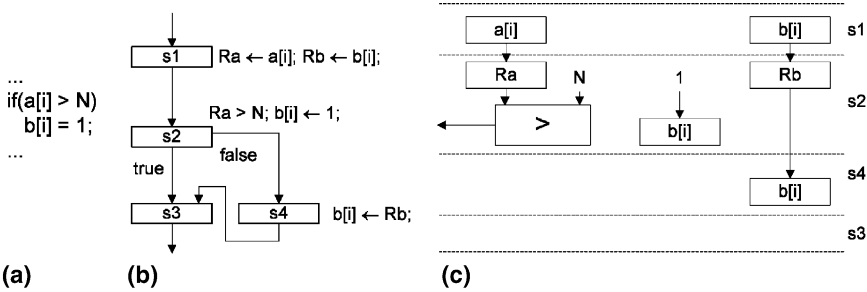 ...
if(a[i] > N)
b[i] = 1;
...
(a)
s1
Ra ← a[i]; Rb ← b[i];
Ra > N; b[i] ← 1;
s2
true
false
s3
s4
b[i] ← Rb;
(b)
a[i]
b[i]
s1
Ra
N
1
Rb
s2
>
b[i]
s4
b[i]
s3
(c)